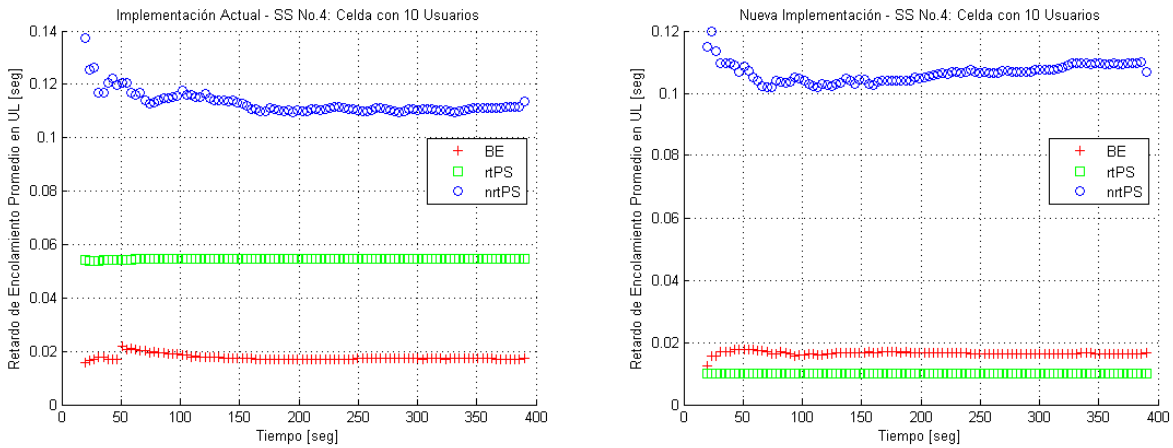 Implementación Actual - SS No.4: Celda con 10 Usuarios
Retardo de Encolamiento Promedio en UL [seg]
0.14
0.12
0.1
0.08
0.06
0.04
0.02
0
BE
rtPS
nrtPS
0 50 100 150 200 250 300 350 400
Tiempo [seg]
Nueva Implementación - SS No.4: Celda con 10 Usuarios
Retardo de Encolamiento Promedio en UL [seg]
0.12
0.1
0.08
0.06
0.04
0.02
0
BE
rtPS
nrtPS
0 50 100 150 200 250 300 350 400
Tiempo [seg]